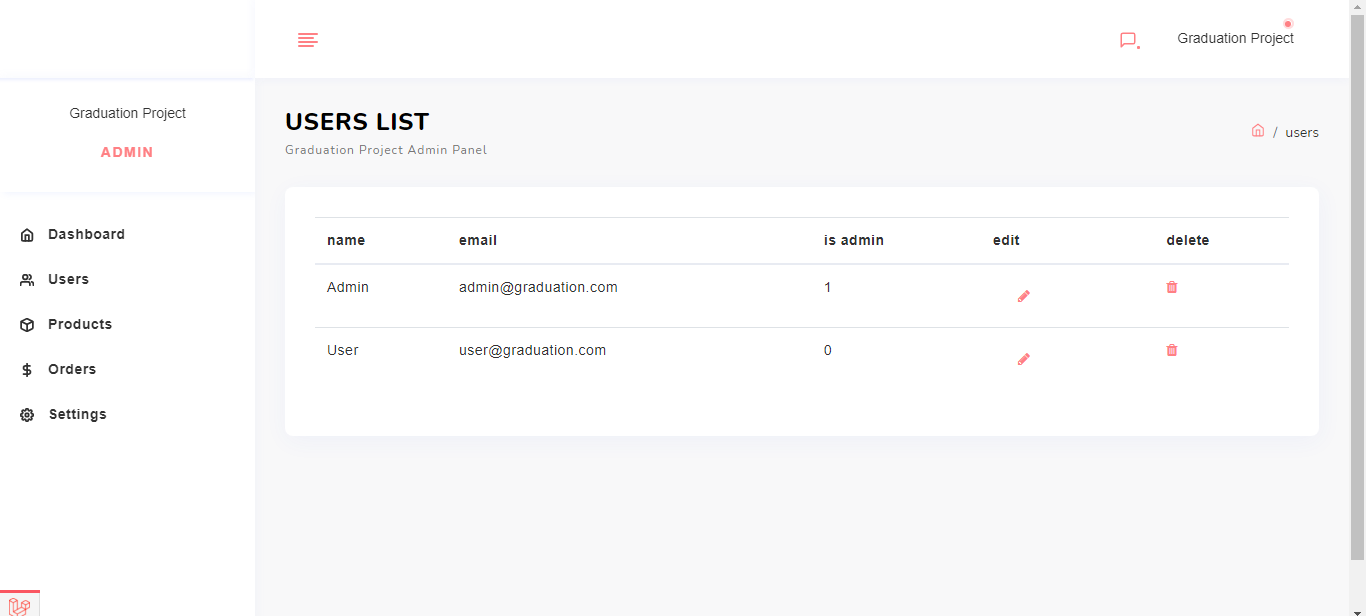 Graduation Project
Graduation Project
ADMIN
USERS LIST
Graduation Project Admin Panel
/ users
Dashboard
Users
Products
Orders
Settings
name email is admin edit delete
Admin admin@graduation.com 1
User user@graduation.com 0